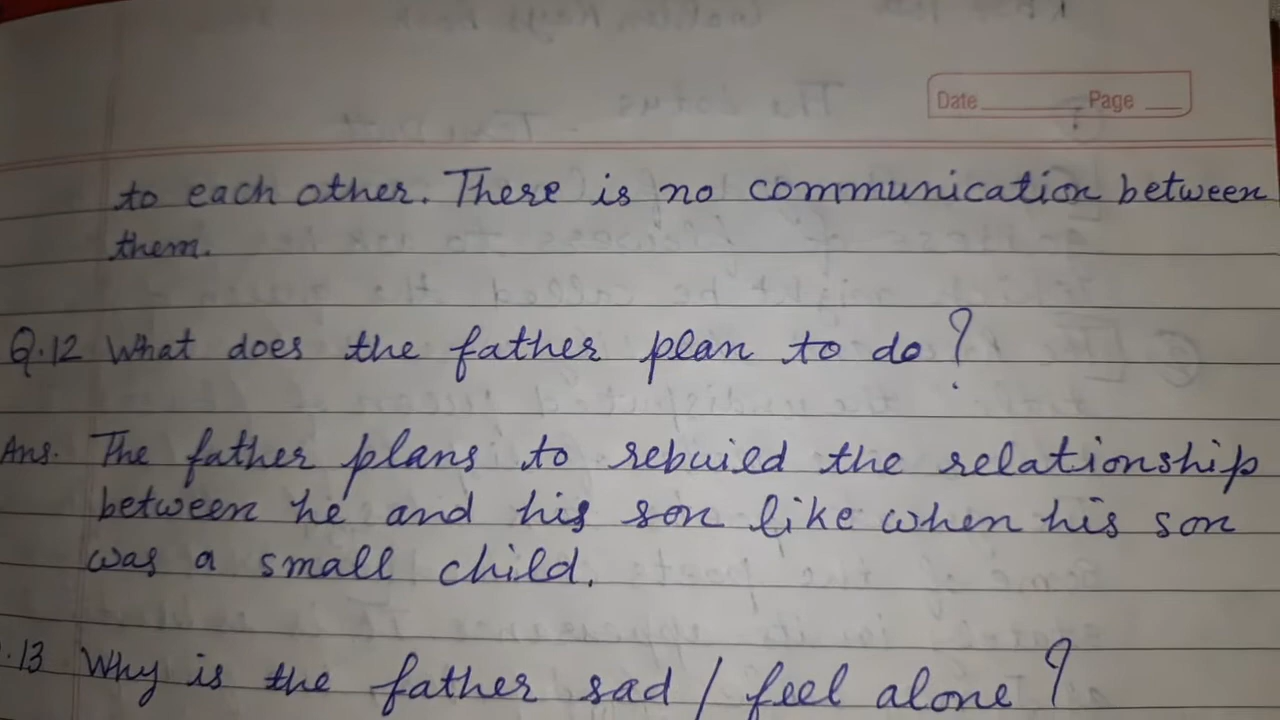 Date Page
to each other. There is no communication between
them.
Q.12 What does the father plan to do?
Ans. The father plans to rebuied the relationship
between he and his son like when his son
was a small child.
.13 Why is the father sad / feel alone?